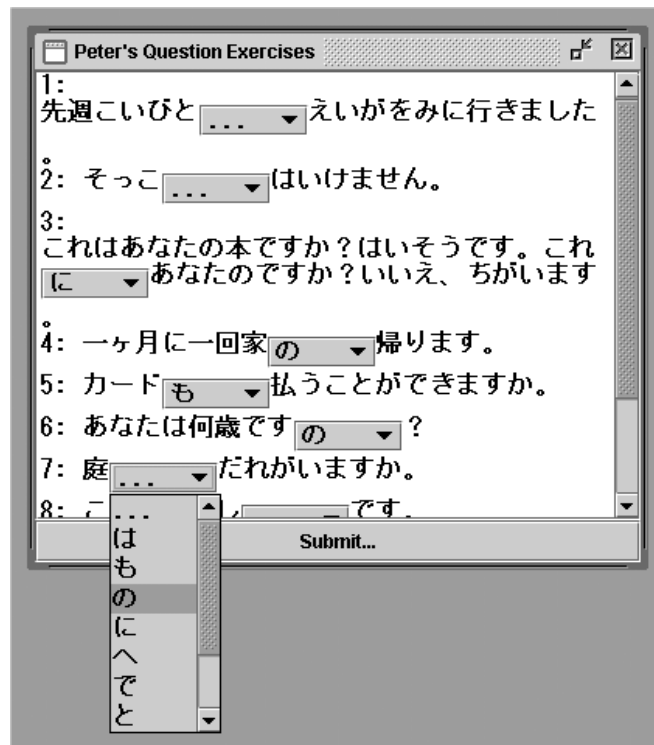 Peter's Question Exercises
1:
先週こいびと ... えいがをみに行きました
。
2: そっこ ... はいけません。
3:
これはあなたの本ですか？はいそうです。これ
に あなたのですか？いいえ、ちがいます
。
4: 一ヶ月に一回家 の 帰ります。
5: カード も 払うことができますか。
6: あなたは何歳です の ？
7: 庭 ... だれがいますか。
8: こ です.
...
は
も
の
に
へ
で
と
Submit...